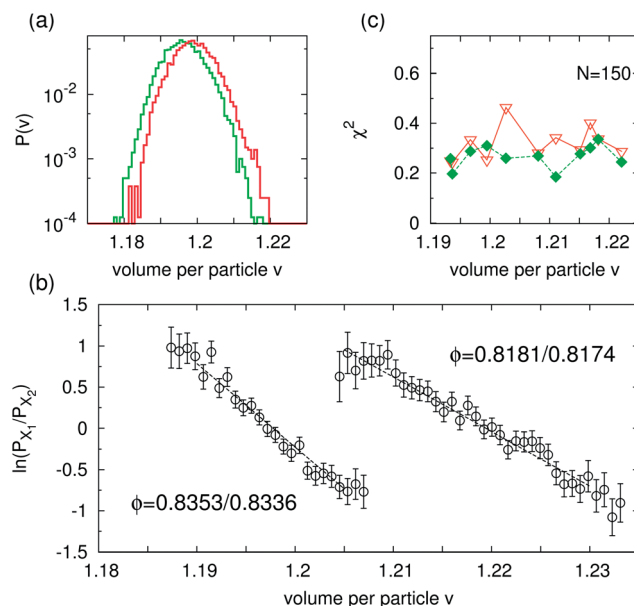 (a)
P(v)
10⁻²
10⁻³
10⁻⁴
1.18 1.2 1.22
volume per particle v
(c)
χ²
0.6
0.4
0.2
0
N=150
1.19 1.2 1.21 1.22
volume per particle v
(b)
ln(P_X₁/P_X₂)
1.5
1
0.5
0
-0.5
-1
-1.5
ϕ=0.8181/0.8174
ϕ=0.8353/0.8336
1.18 1.19 1.2 1.21 1.22 1.23
volume per particle v